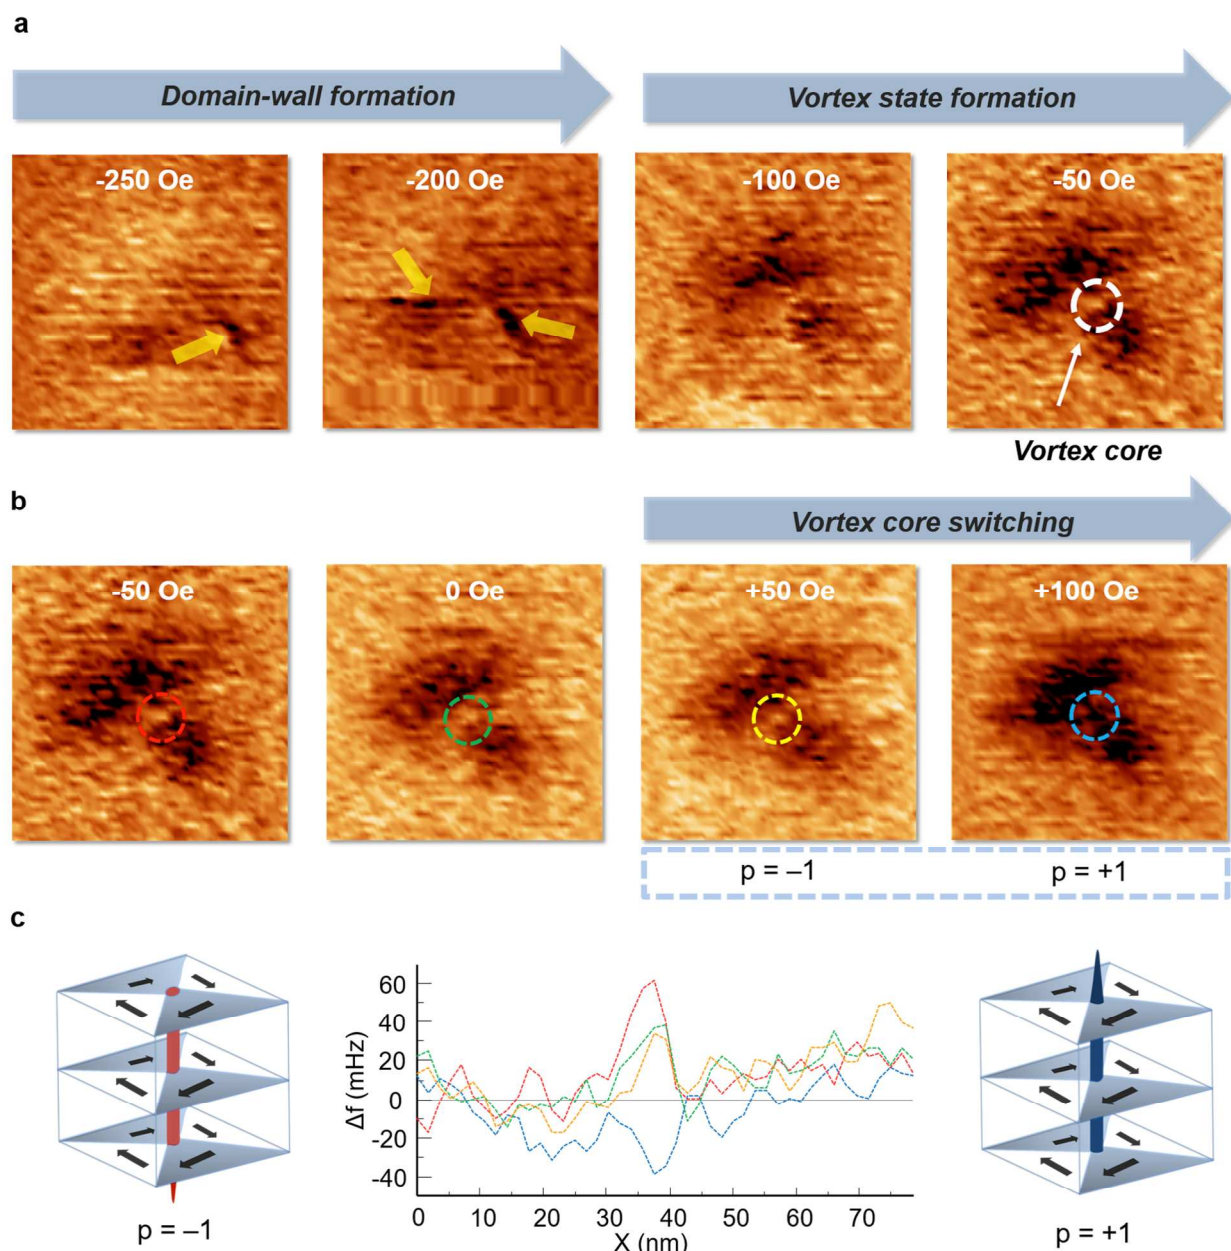 a
Domain-wall formation
Vortex state formation
-250 Oe
-200 Oe
-100 Oe
-50 Oe
Vortex core
b
Vortex core switching
-50 Oe
0 Oe
+50 Oe
+100 Oe
p = –1
p = +1
c
60
40
20
0
-20
-40
Δf (mHz)
0
10
20
30
40
50
60
70
X (nm)
p = –1
p = +1